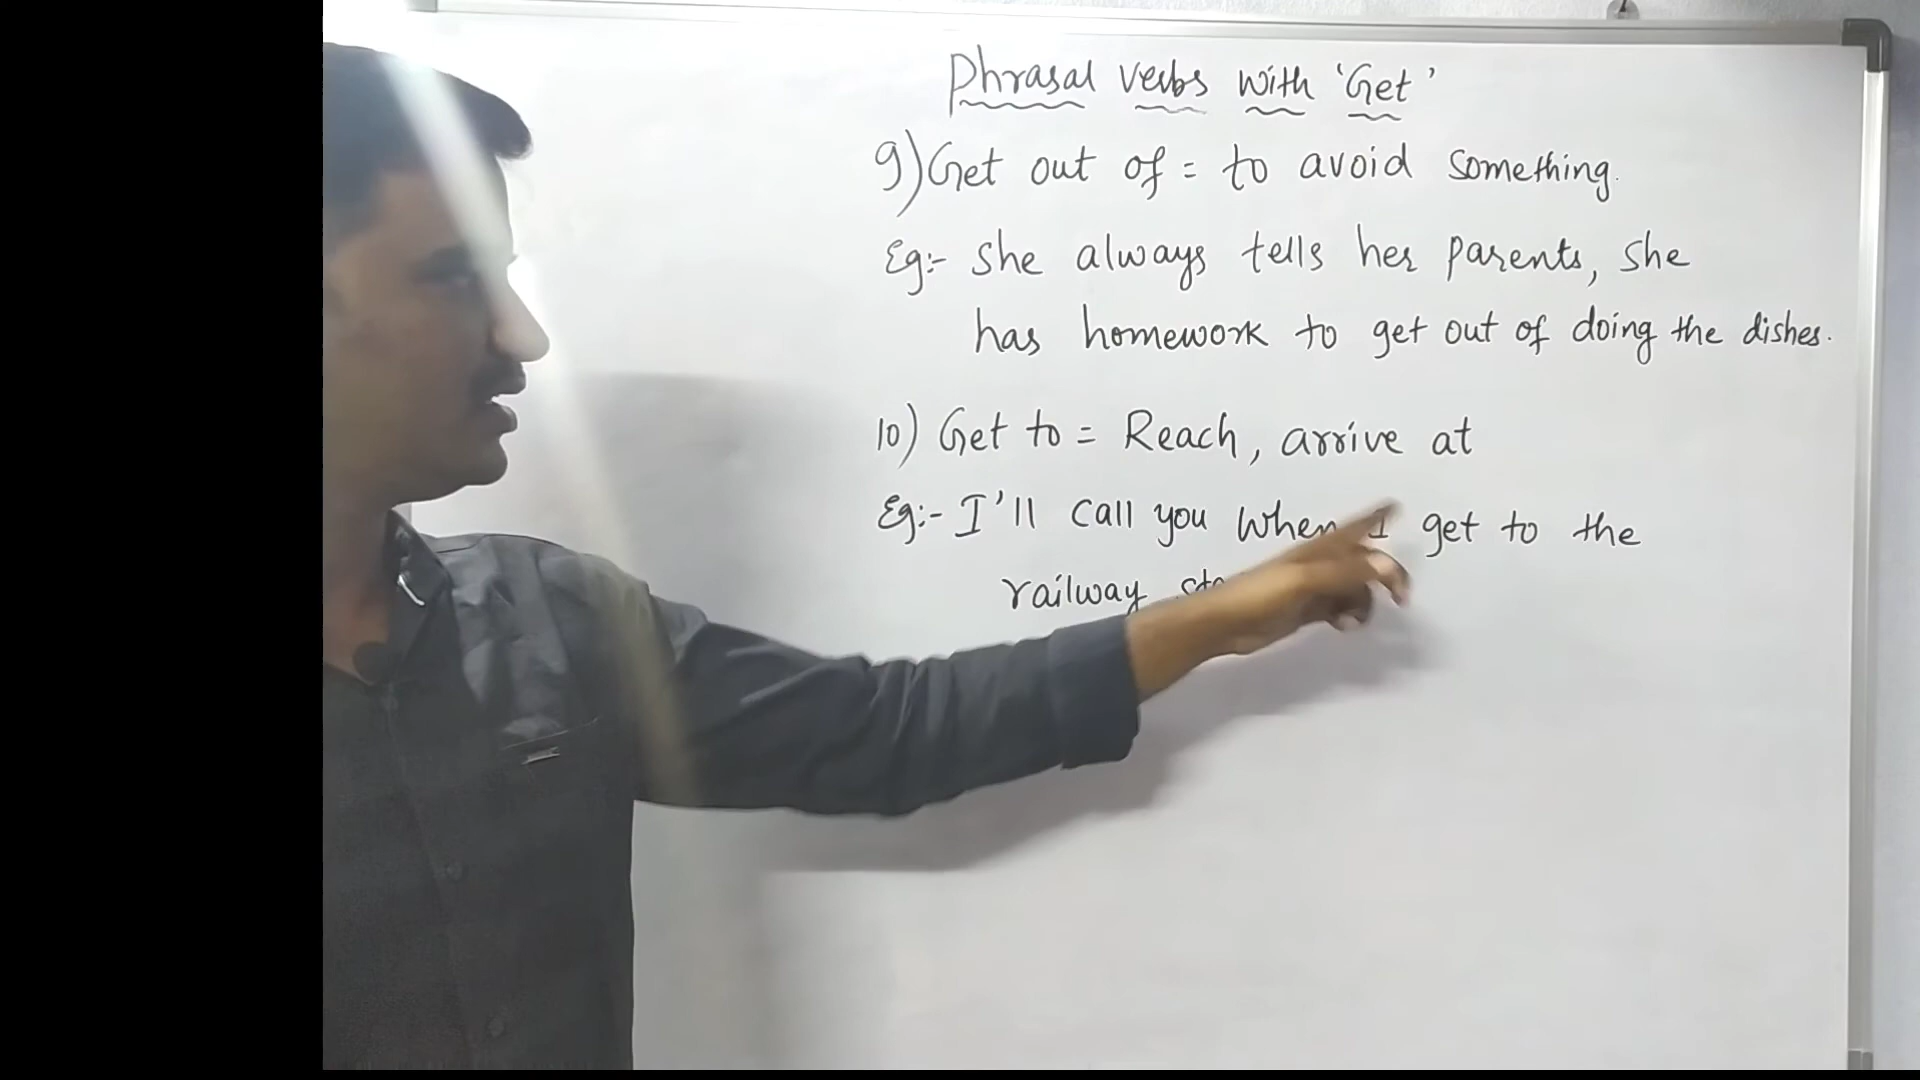 Phrasal verbs with 'Get'
9) Get out of = to avoid something.
Eg:- She always tells her parents, she
has homework to get out of doing the dishes.
10) Get to = Reach, arrive at
Eg:- I'll call you when I get to the
railway